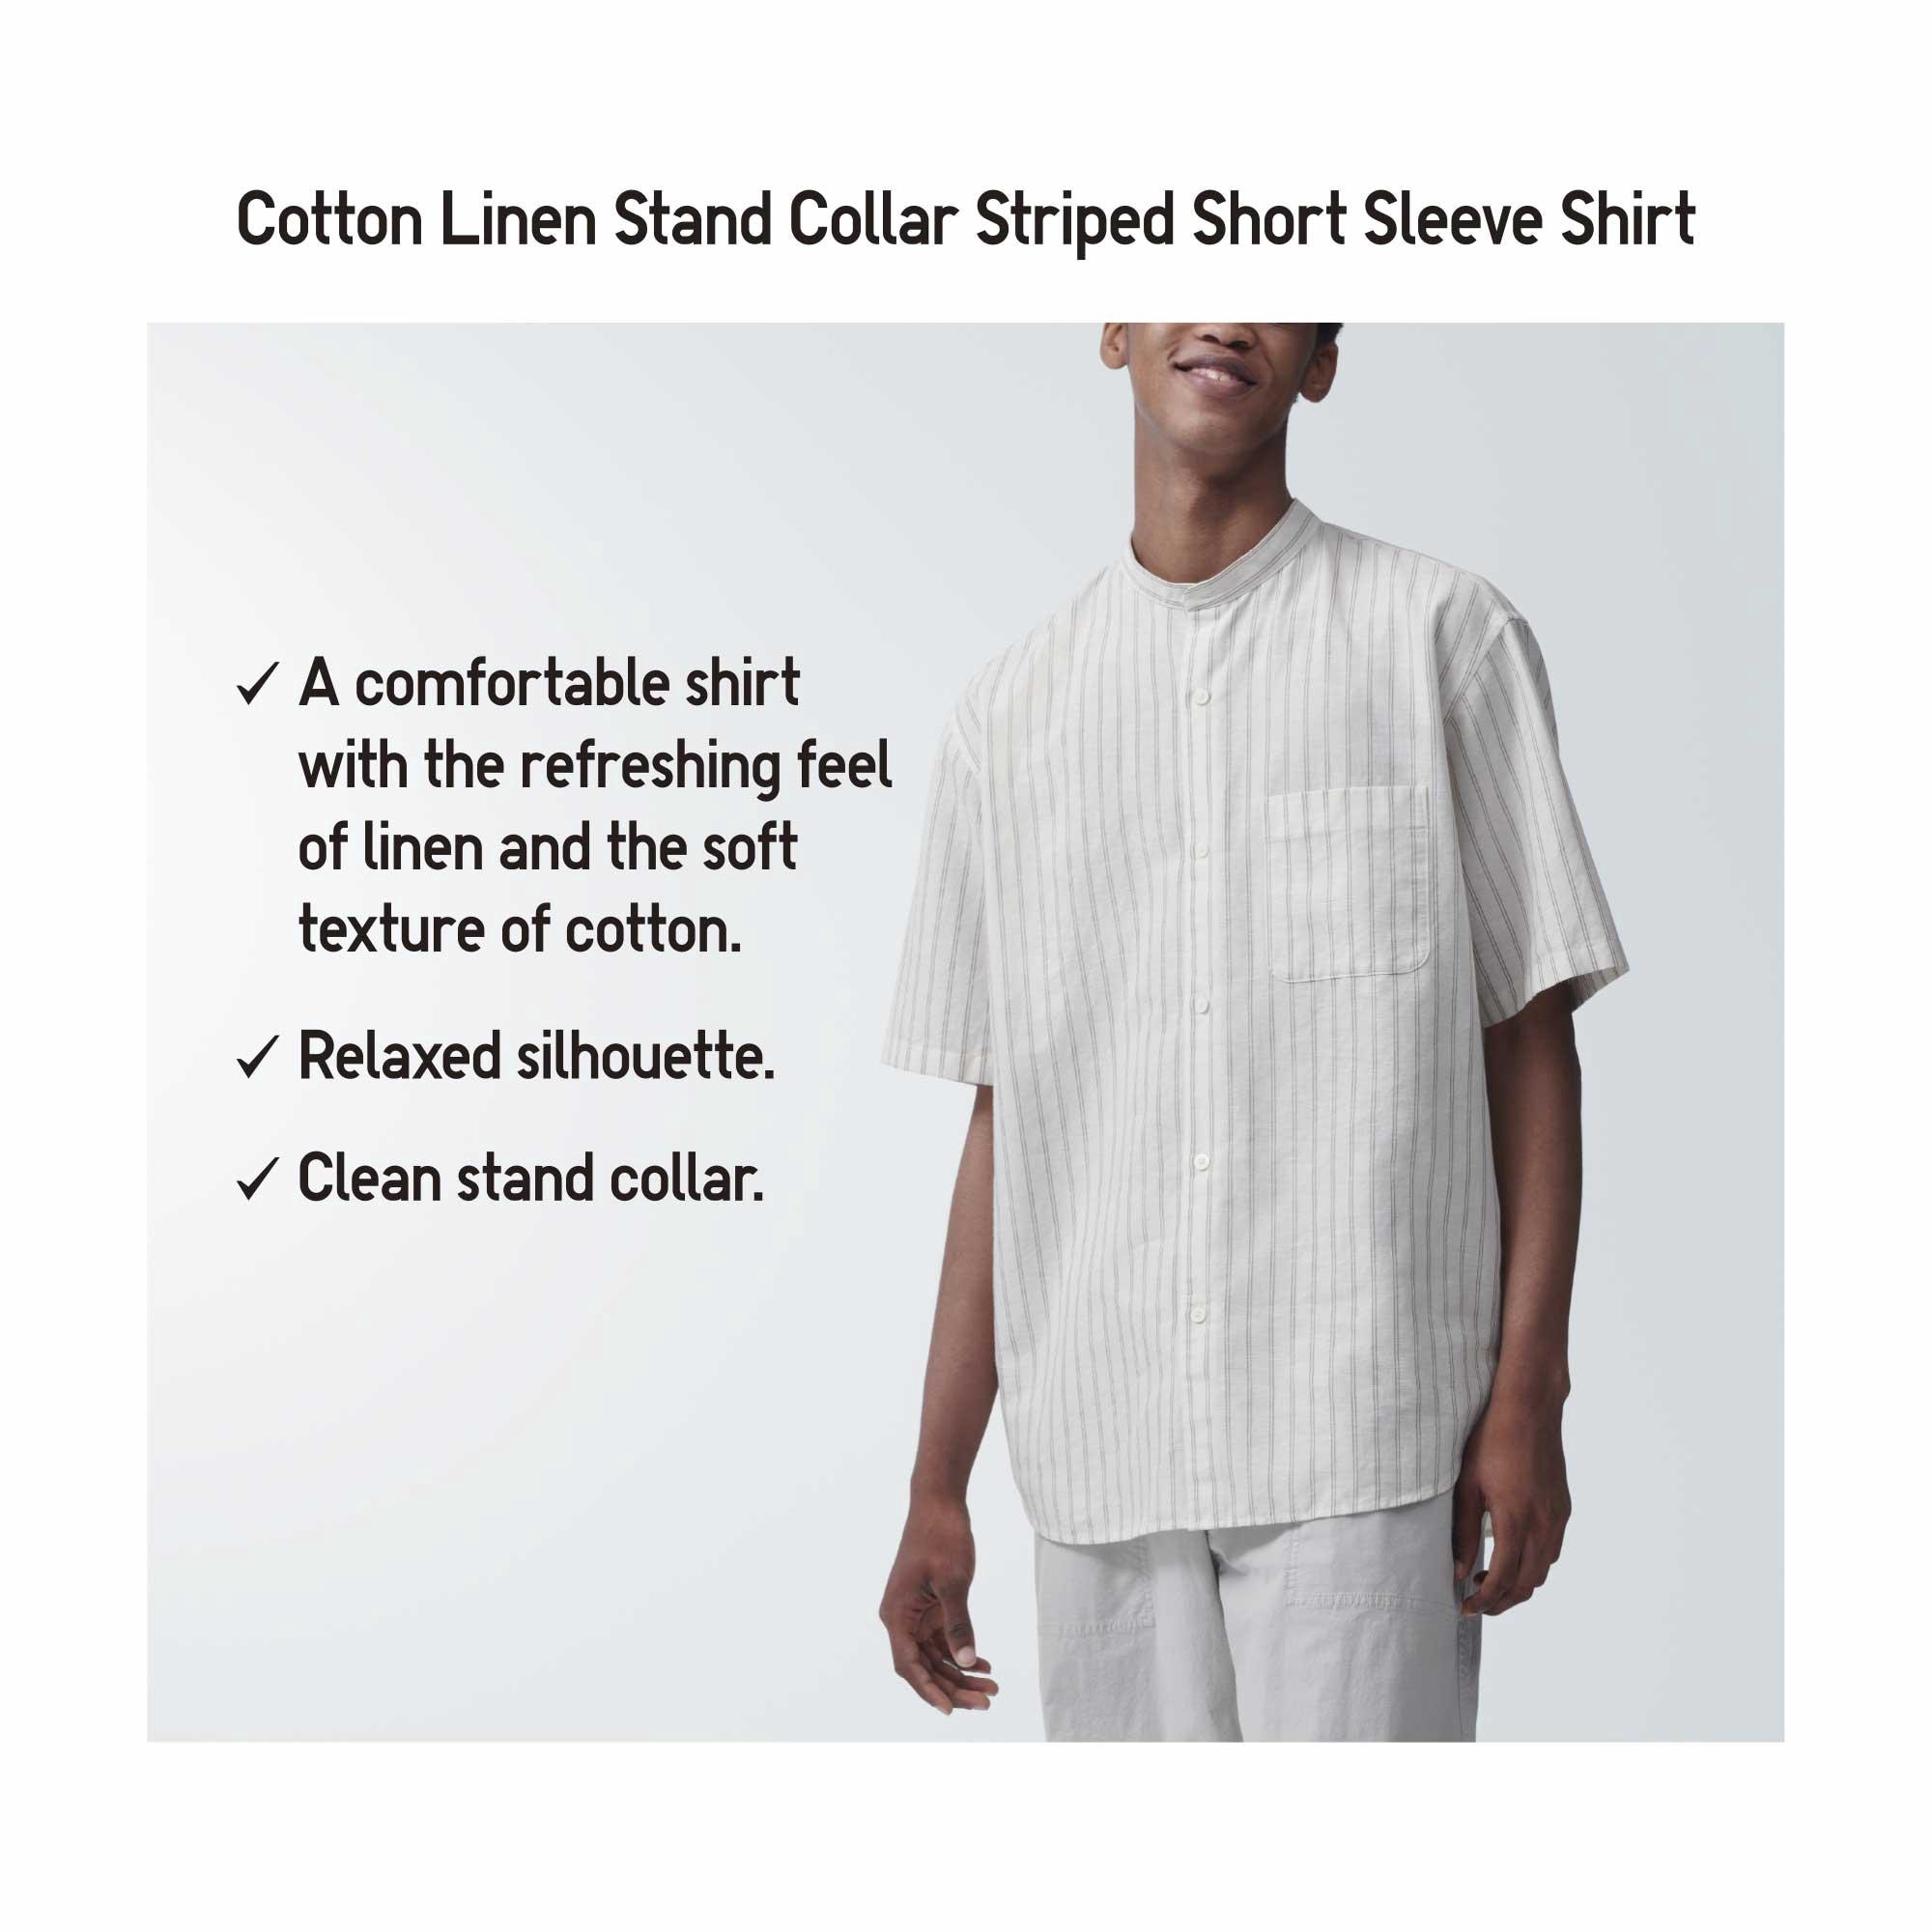 Cotton Linen Stand Collar Striped Short Sleeve Shirt
✓ A comfortable shirt
with the refreshing feel
of linen and the soft
texture of cotton.
✓ Relaxed silhouette.
✓ Clean stand collar.